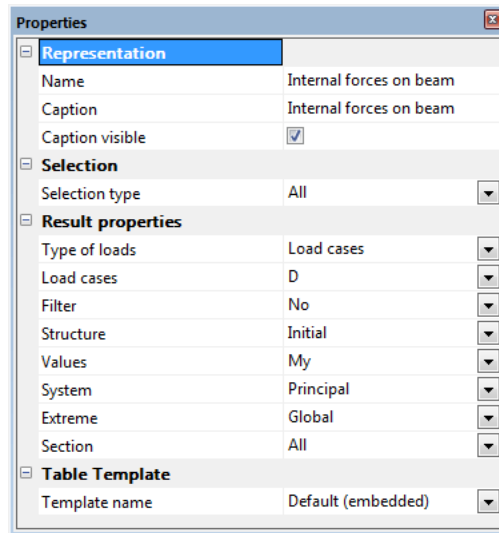 Properties
Representation
Name Internal forces on beam
Caption Internal forces on beam
Caption visible
Selection
Selection type All
Result properties
Type of loads Load cases
Load cases D
Filter No
Structure Initial
Values My
System Principal
Extreme Global
Section All
Table Template
Template name Default (embedded)